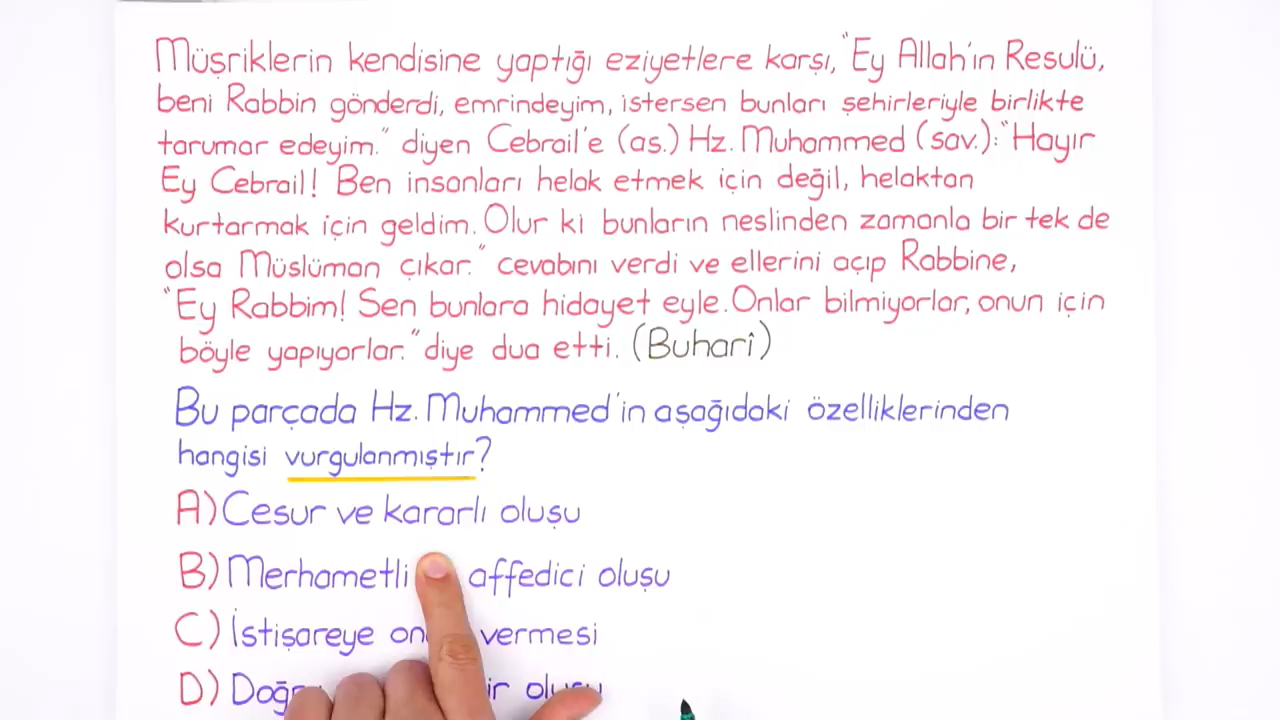 Müşriklerin kendisine yaptığı eziyetlere karşı, "Ey Allah'ın Resulü,
beni Rabbin gönderdi, emrindeyim, istersen bunları şehirleriyle birlikte
tarumar edeyim." diyen Cebrail'e (as.) Hz. Muhammed (sav.): "Hayır
Ey Cebrail! Ben insanları helak etmek için değil, helaktan
kurtarmak için geldim. Olur ki bunların neslinden zamanla bir tek de
olsa Müslüman çıkar." cevabını verdi ve ellerini açıp Rabbine,
"Ey Rabbim! Sen bunlara hidayet eyle. Onlar bilmiyorlar, onun için
böyle yapıyorlar." diye dua etti. (Buharî)
Bu parçada Hz. Muhammed'in aşağıdaki özelliklerinden
hangisi vurgulanmıştır?
A) Cesur ve kararlı oluşu
B) Merhametli affedici oluşu
C) İstişareye vermesi
D) oluşu